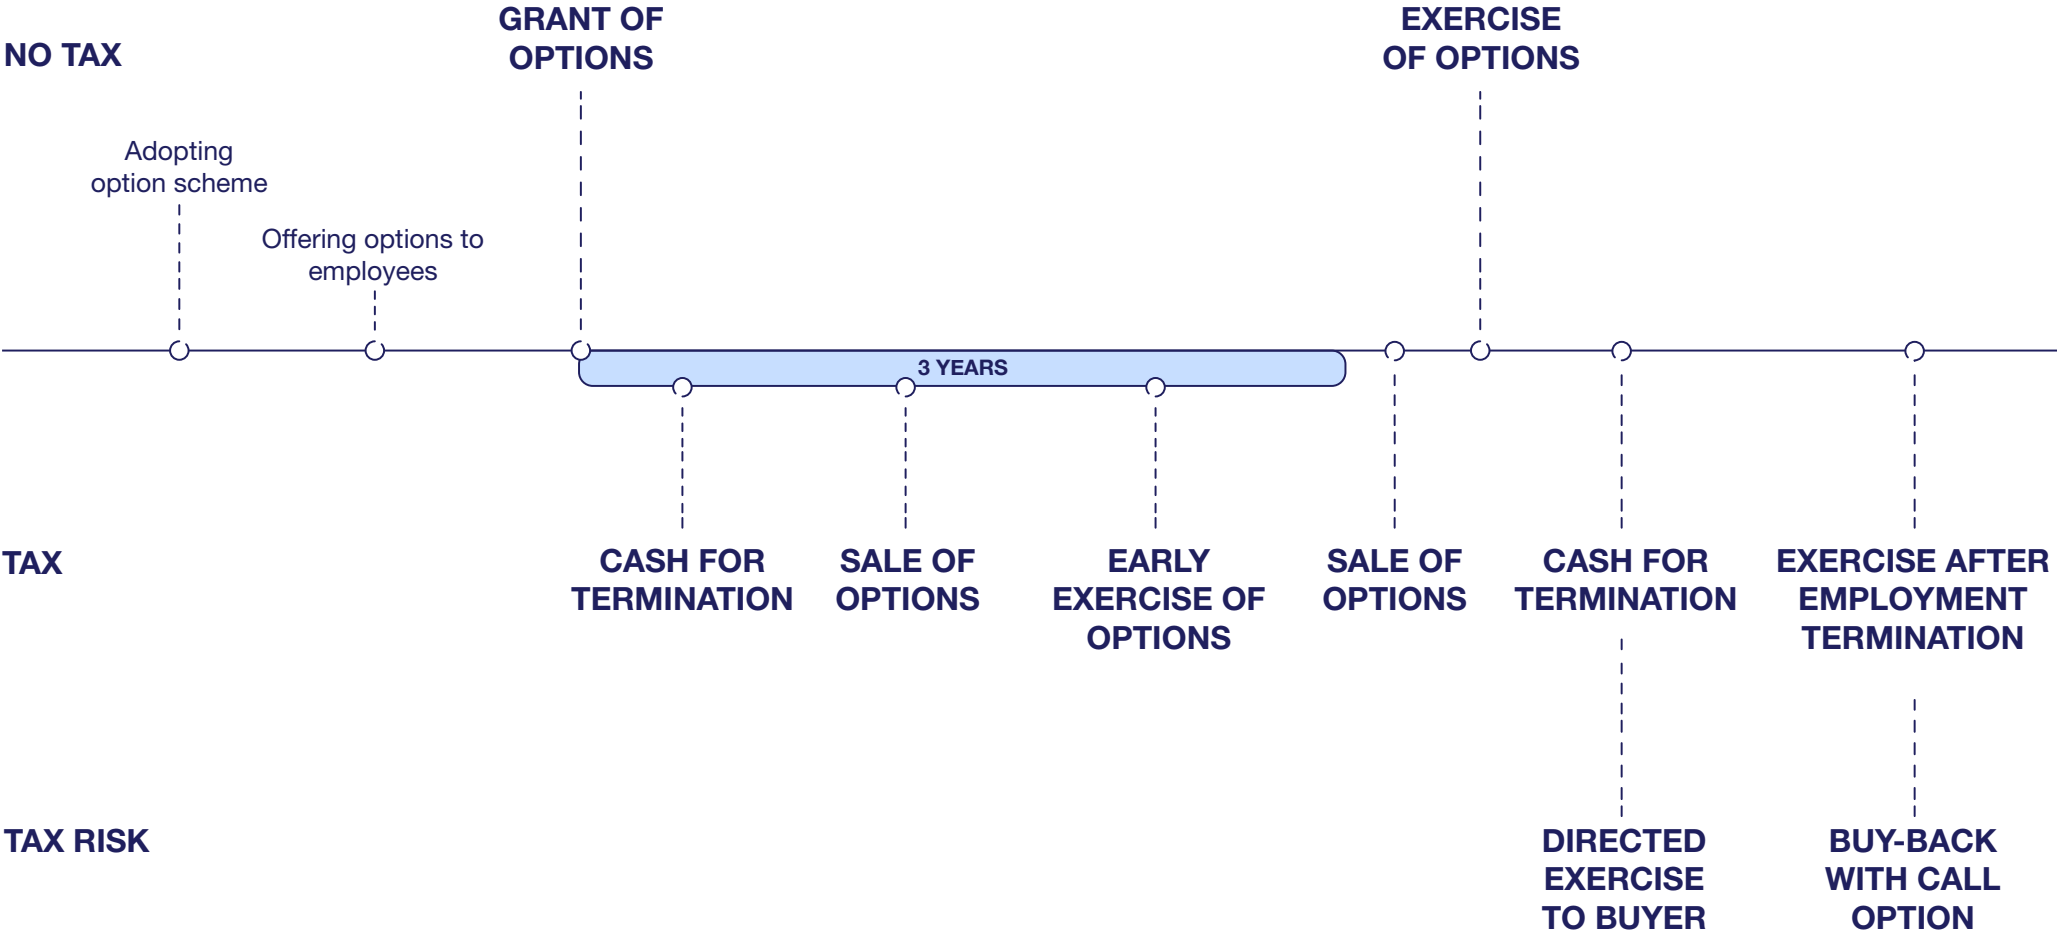 NO TAX
GRANT OF
OPTIONS
EXERCISE
OF OPTIONS
Adopting
option scheme
Offering options to
employees
3 YEARS
TAX
CASH FOR
TERMINATION
SALE OF
OPTIONS
EARLY
EXERCISE OF
OPTIONS
SALE OF
OPTIONS
CASH FOR
TERMINATION
EXERCISE AFTER
EMPLOYMENT
TERMINATION
TAX RISK
DIRECTED
EXERCISE
TO BUYER
BUY-BACK
WITH CALL
OPTION